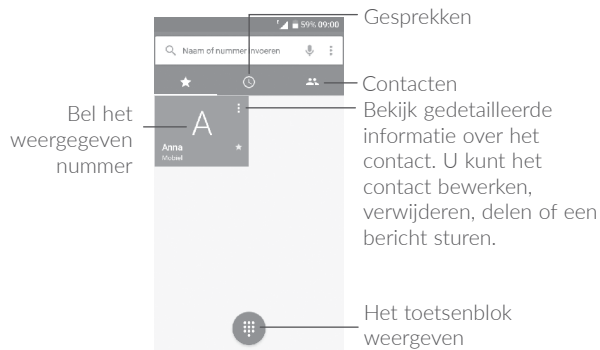 Gesprekken
59% 09:00
Naam of nummer invoeren
Contacten
Bel het
weergegeven
nummer
A
Anna
Mobiel
Bekijk gedetailleerde
informatie over het
contact. U kunt het
contact bewerken,
verwijderen, delen of een
bericht sturen.
Het toetsenblok
weergeven